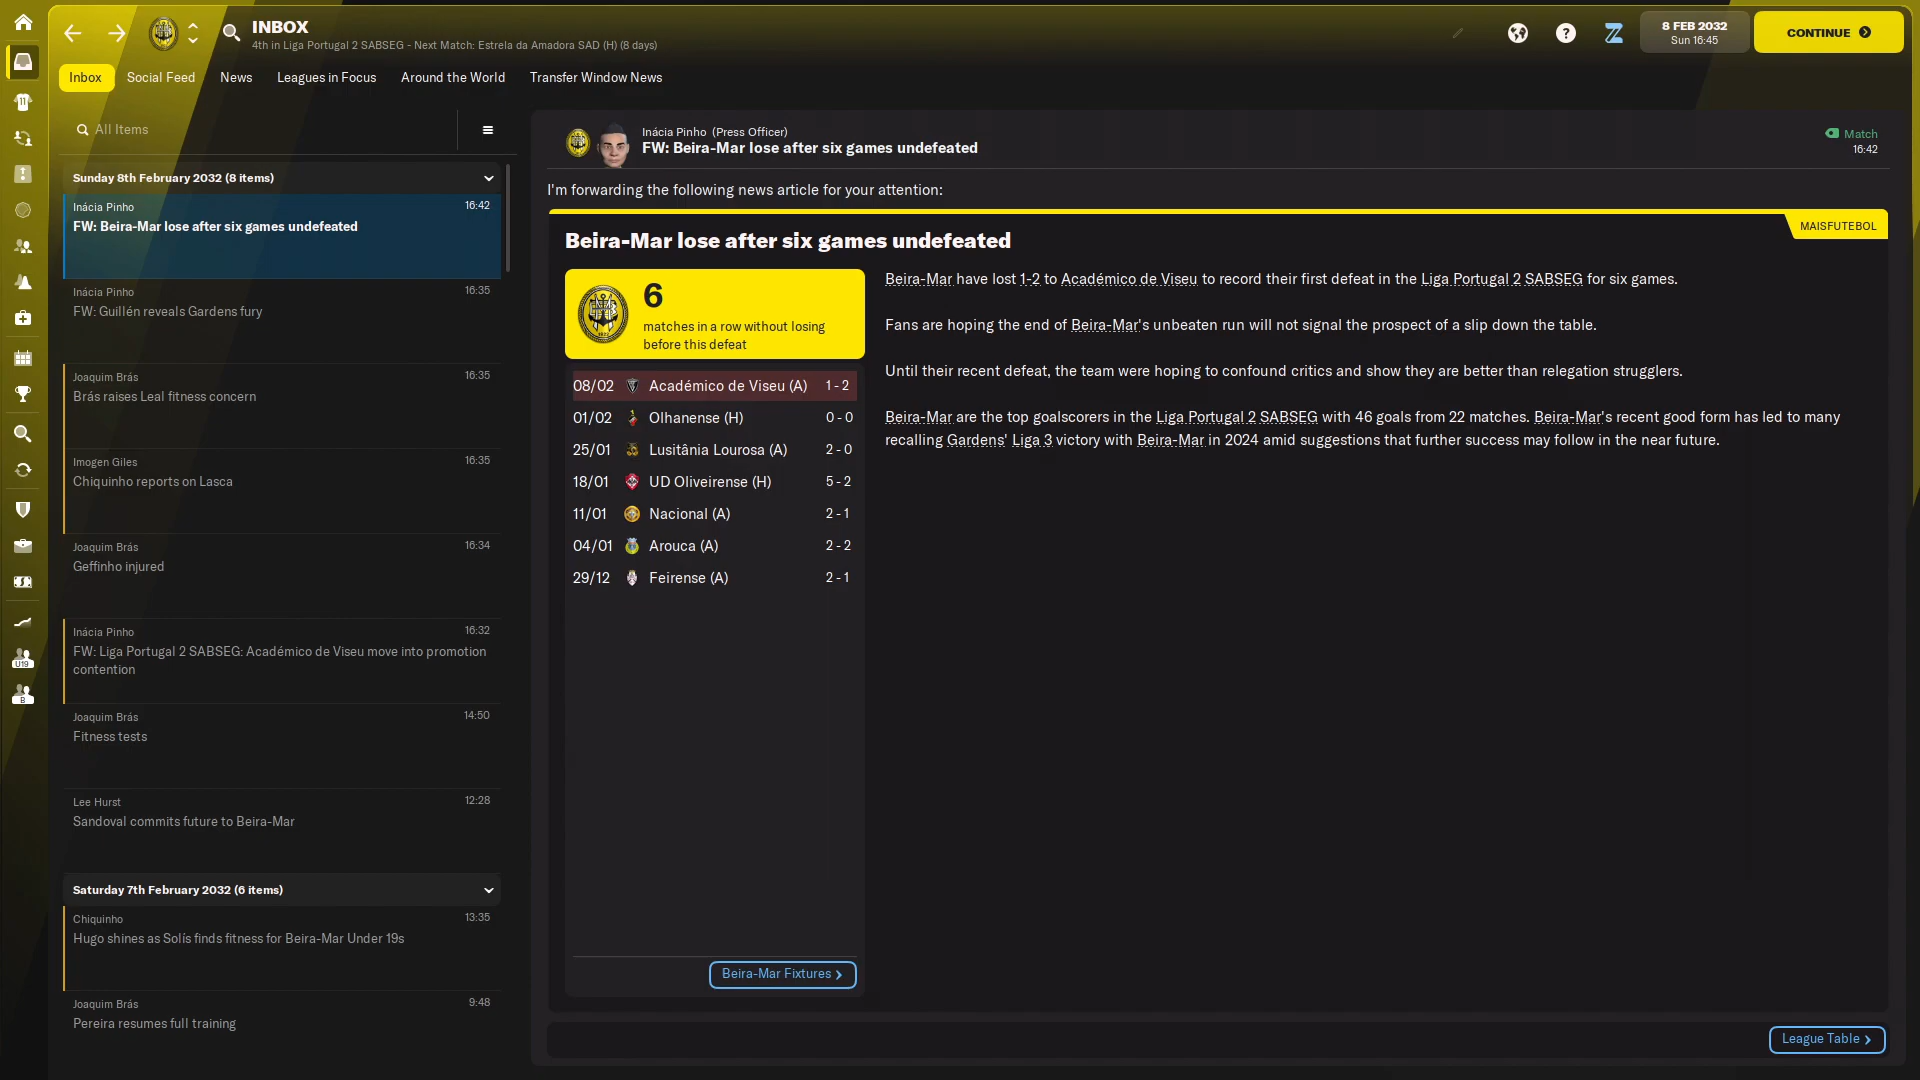 INBOX
4th in Liga Portugal 2 SABSEG - Next Match: Estrela da Amadora SAD (H) (8 days)
8 FEB 2032
Sun 16:45
CONTINUE
Inbox
Social Feed
News
Leagues in Focus
Around the World
Transfer Window News
All Items
Sunday 8th February 2032 (8 items)
Inácia Pinho 16:42
FW: Beira-Mar lose after six games undefeated
Inácia Pinho 16:35
FW: Guillén reveals Gardens fury
Joaquim Brás 16:35
Brás raises Leal fitness concern
Imogen Giles 16:35
Chiquinho reports on Lasca
Joaquim Brás 16:34
Geffinho injured
Inácia Pinho 16:32
FW: Liga Portugal 2 SABSEG: Académico de Viseu move into promotion
contention
Joaquim Brás 14:50
Fitness tests
Lee Hurst 12:28
Sandoval commits future to Beira-Mar
Saturday 7th February 2032 (6 items)
Chiquinho 13:35
Hugo shines as Solís finds fitness for Beira-Mar Under 19s
Joaquim Brás 9:48
Pereira resumes full training
U19
B
Inácia Pinho (Press Officer)
FW: Beira-Mar lose after six games undefeated
Match
16:42
I'm forwarding the following news article for your attention:
MAISFUTEBOL
Beira-Mar lose after six games undefeated
6
matches in a row without losing
before this defeat
08/02 Académico de Viseu (A) 1 - 2
01/02 Olhanense (H) 0 - 0
25/01 Lusitânia Lourosa (A) 2 - 0
18/01 UD Oliveirense (H) 5 - 2
11/01 Nacional (A) 2 - 1
04/01 Arouca (A) 2 - 2
29/12 Feirense (A) 2 - 1
Beira-Mar Fixtures
Beira-Mar have lost 1-2 to Académico de Viseu to record their first defeat in the Liga Portugal 2 SABSEG for six games.
Fans are hoping the end of Beira-Mar's unbeaten run will not signal the prospect of a slip down the table.
Until their recent defeat, the team were hoping to confound critics and show they are better than relegation strugglers.
Beira-Mar are the top goalscorers in the Liga Portugal 2 SABSEG with 46 goals from 22 matches. Beira-Mar's recent good form has led to many
recalling Gardens' Liga 3 victory with Beira-Mar in 2024 amid suggestions that further success may follow in the near future.
League Table